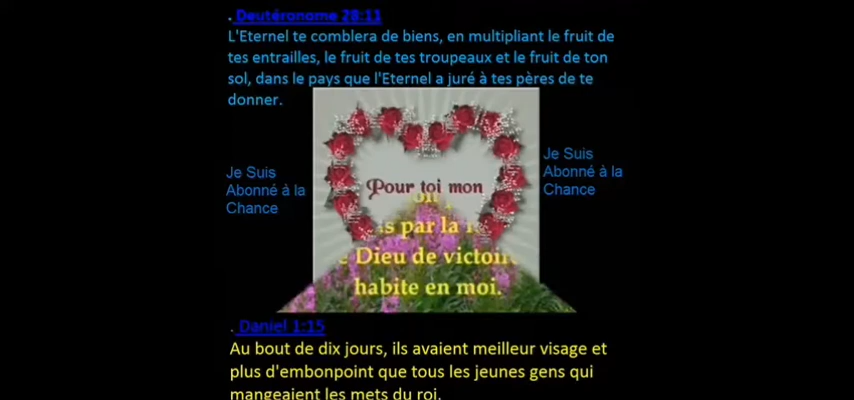 . Deutéronome 28:11
L'Eternel te comblera de biens, en multipliant le fruit de
tes entrailles, le fruit de tes troupeaux et le fruit de ton
sol, dans le pays que l'Eternel a juré à tes pères de te
donner.
Je Suis
Abonné à la
Chance
Pour toi mon
par la
Dieu de
habite en moi.
Je Suis
Abonné à la
Chance
. Daniel 1:15
Au bout de dix jours, ils avaient meilleur visage et
plus d'embonpoint que tous les jeunes gens qui
mangeaient les mets du roi.